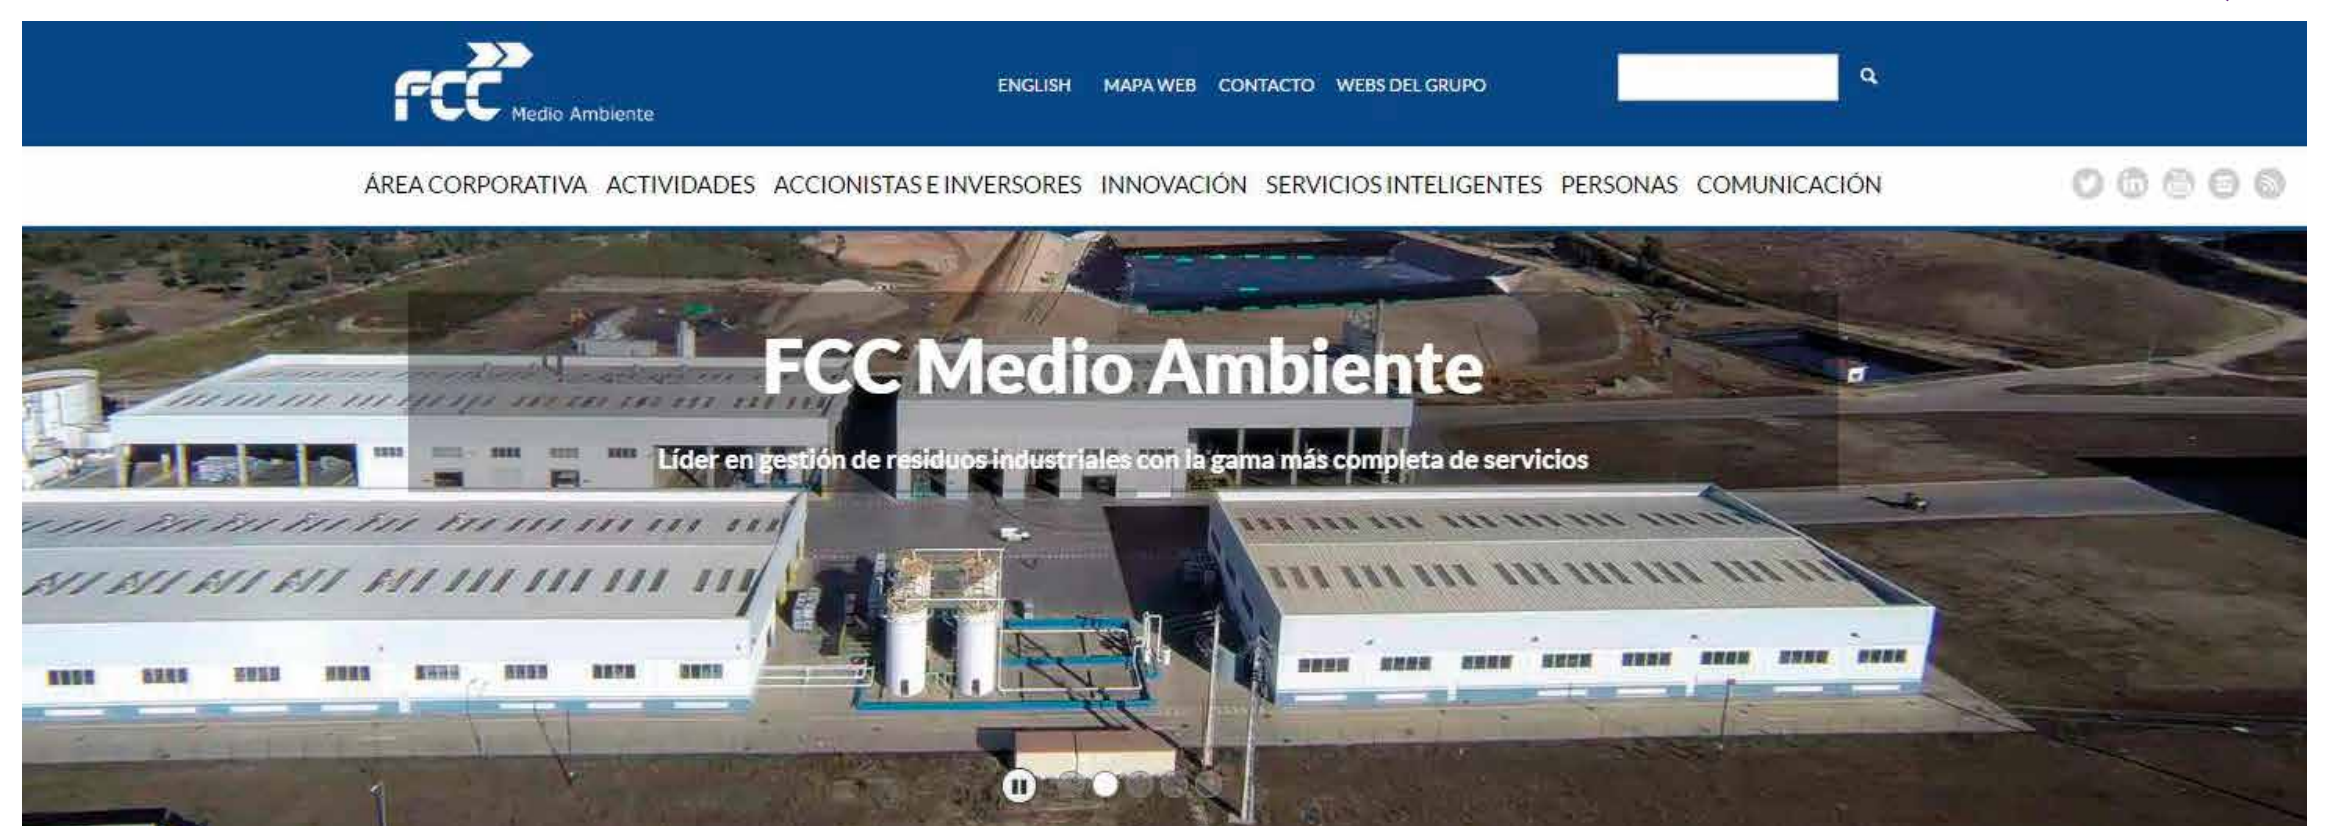 FCC Medio Ambiente
ENGLISH MAPA WEB CONTACTO WEBS DEL GRUPO
ÁREA CORPORATIVA ACTIVIDADES ACCIONISTAS E INVERSORES INNOVACIÓN SERVICIOS INTELIGENTES PERSONAS COMUNICACIÓN
FCC Medio Ambiente
Líder en gestión de residuos industriales con la gama más completa de servicios